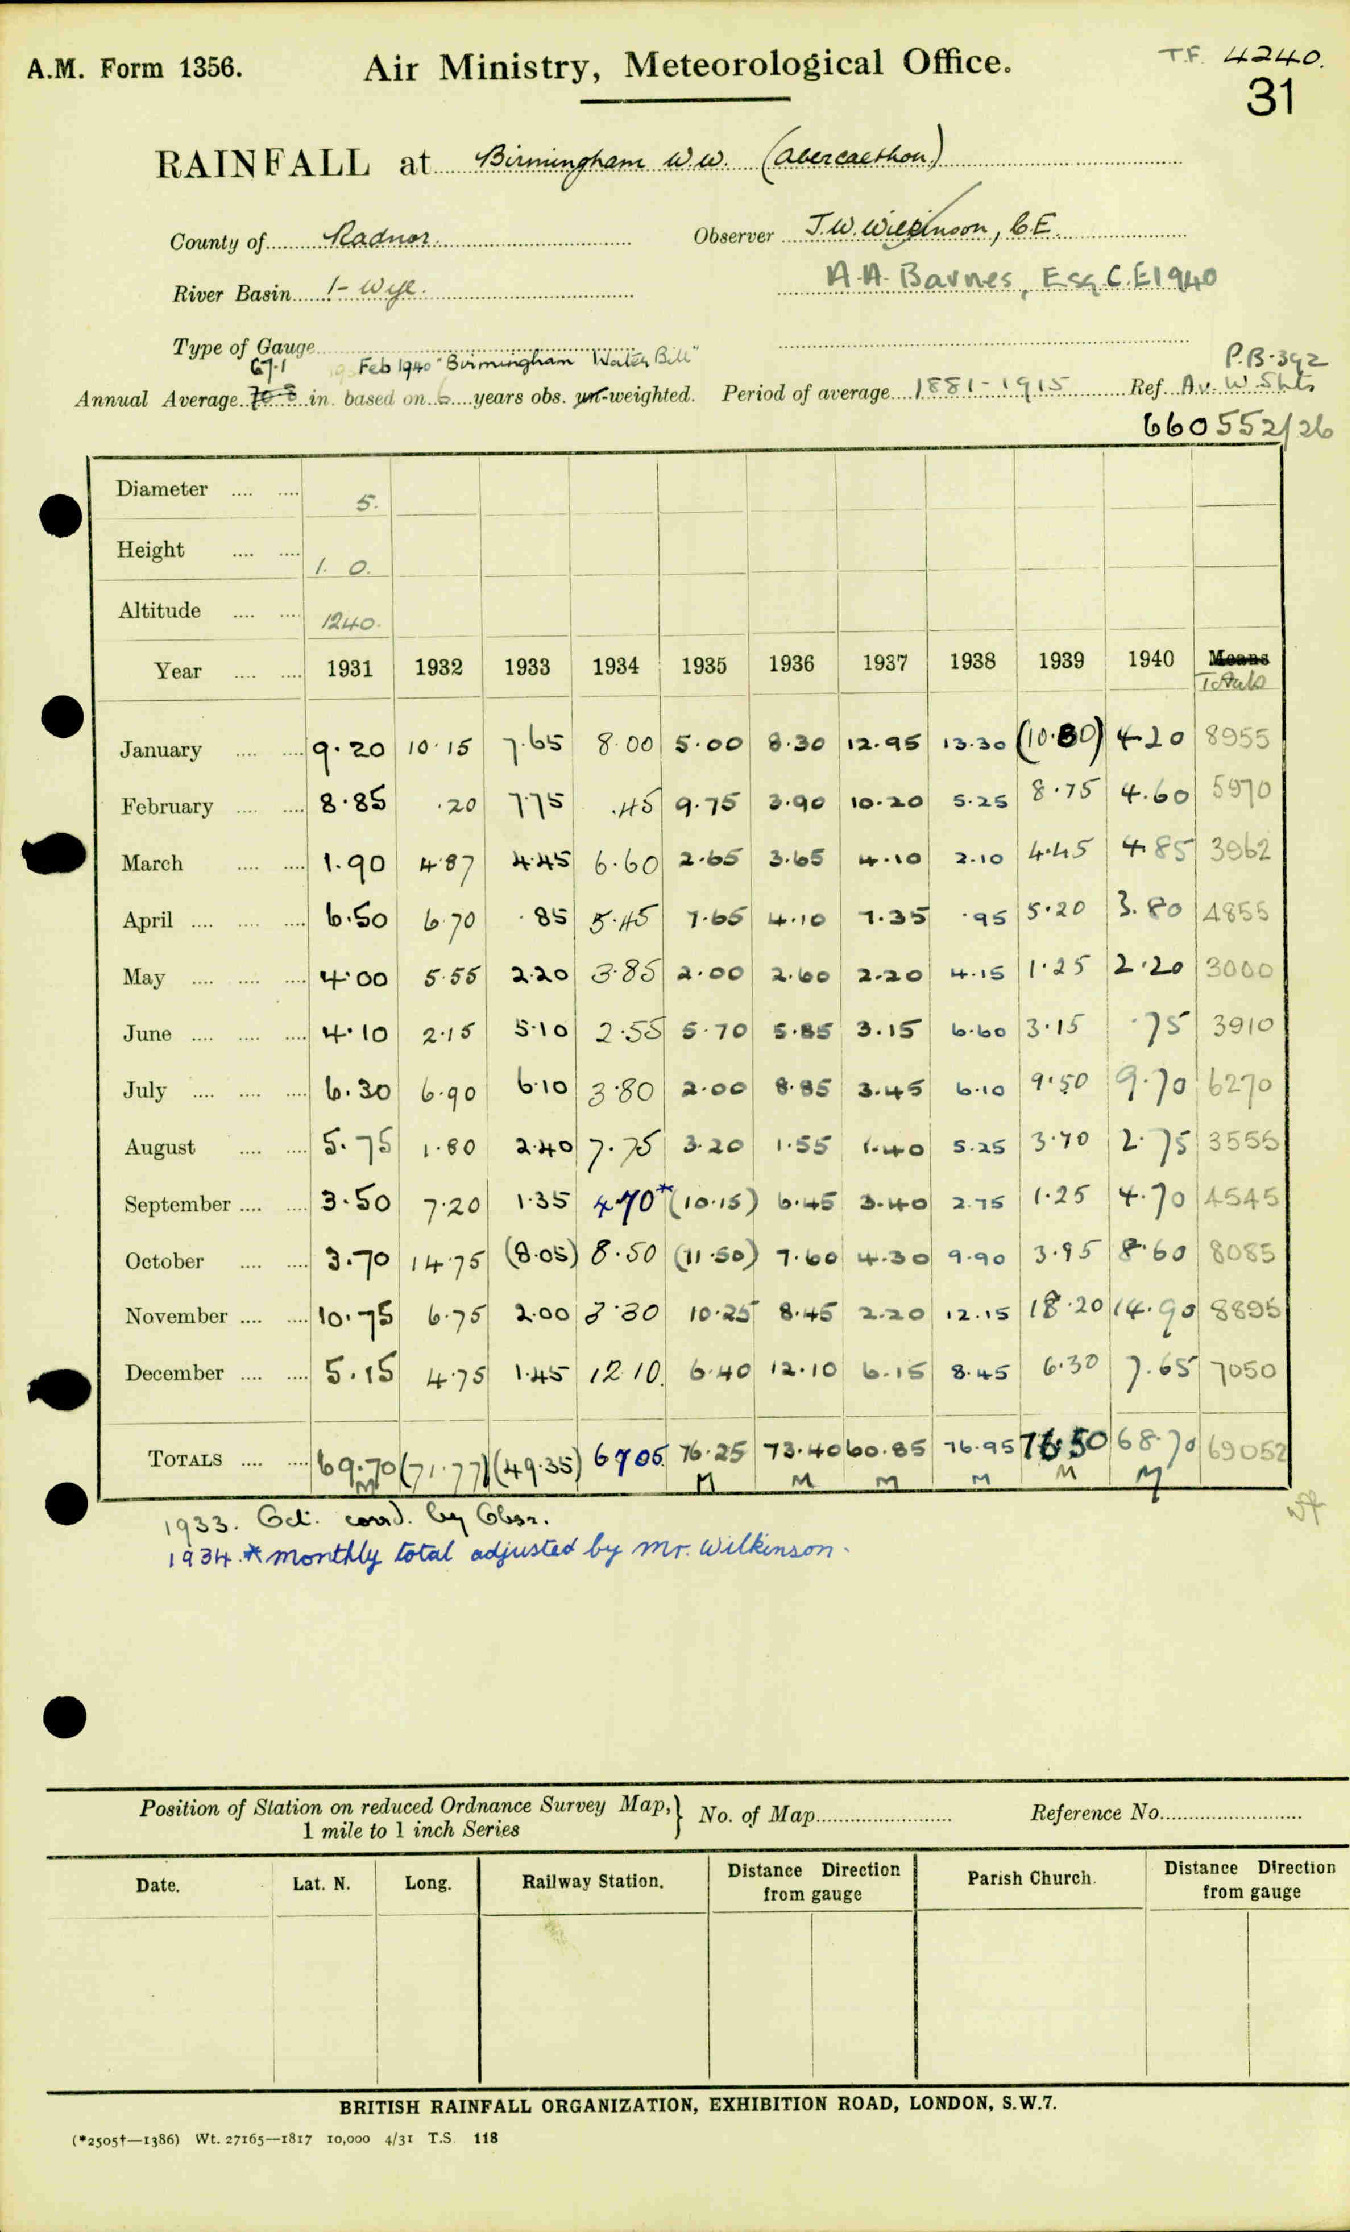 A.M. Form 1356.
Air Ministry, Meteorological Office.
T.F. 4240.
31
RAINFALL at Birmingham W.W. (Abercaethon)
County of Radnor.
Observer J.W. Wilkinson, C.E.
River Basin 1 - Wye.
A.A. Barnes, Esq. C.E 1940
Type of Gauge
67.1 Feb 1940 "Birmingham Water Bill"
P.B. 392
Annual Average 70.8 in. based on 6 years obs. un-weighted. Period of average 1881-1915 Ref. Av. W. Shts
660552/26
Diameter .... .... 5.
Height .... .... 1. 0.
Altitude .... .... 1240.
Year .... .... 1931 1932 1933 1934 1935 1936 1937 1938 1939 1940 Means
Totals
January .... .... 9.20 10.15 7.65 8.00 5.00 8.30 12.95 13.30 (10.80) 4.20 8955
February .... .... 8.85 .20 7.75 .45 9.75 3.90 10.20 5.25 8.75 4.60 5970
March .... .... 1.90 4.87 4.45 6.60 2.65 3.65 4.10 2.10 4.45 4.85 3962
April .... .... .... 6.50 6.70 .85 5.45 7.65 4.10 7.35 .95 5.20 3.80 4855
May .... .... .... 4.00 5.55 2.20 3.85 2.00 2.60 2.20 4.15 1.25 2.20 3000
June .... .... .... 4.10 2.15 5.10 2.55 5.70 5.85 3.15 6.60 3.15 .75 3910
July .... .... .... 6.30 6.90 6.10 3.80 2.00 8.85 3.45 6.10 9.50 9.70 6270
August .... .... 5.75 1.80 2.40 7.75 3.20 1.55 1.40 5.25 3.70 2.75 3555
September .... .... 3.50 7.20 1.35 4.70* (10.15) 6.45 3.40 2.75 1.25 4.70 4545
October .... .... 3.70 14.75 (8.05) 8.50 (11.50) 7.60 4.30 9.90 3.95 8.60 8085
November .... .... 10.75 6.75 2.00 3.30 10.25 8.45 2.20 12.15 18.20 14.90 8895
December .... .... 5.15 4.75 1.45 12.10. 6.40 12.10 6.15 8.45 6.30 7.65 7050
TOTALS .... .... 69.70 (71.77) (49.35) 67.05 76.25 73.40 60.85 76.95 76.50 68.70 69052
M M M M M M M
1933. Oct. corrd. by Obsr.
1934. * monthly total adjusted by Mr. Wilkinson.
Position of Station on reduced Ordnance Survey Map,
1 mile to 1 inch Series
} No. of Map
Reference No.
Date. Lat. N. Long. Railway Station. Distance Direction
from gauge
Parish Church. Distance Direction
from gauge
BRITISH RAINFALL ORGANIZATION, EXHIBITION ROAD, LONDON, S.W.7.
(*2505†—1386) Wt. 27165—1817 10,000 4/31 T.S. 118